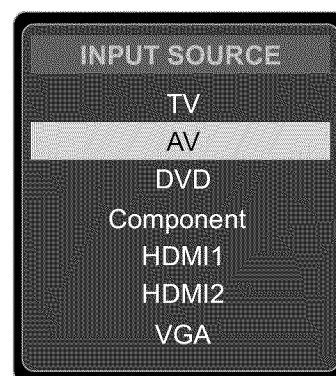 INPUT SOURCE
TV
AV
DVD
Component
HDMI1
HDMI2
VGA